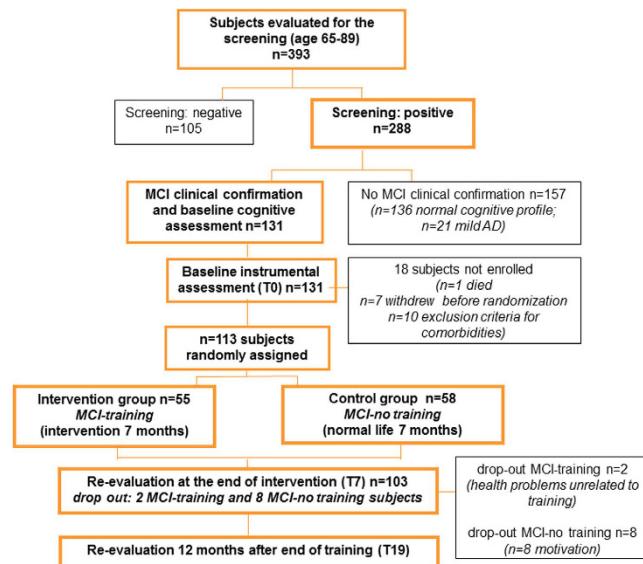 Subjects evaluated for the
screening (age 65-89)
n=393
Screening: negative
n=105
Screening: positive
n=288
MCI clinical confirmation
and baseline cognitive
assessment n=131
No MCI clinical confirmation n=157
(n=136 normal cognitive profile;
n=21 mild AD)
Baseline instrumental
assessment (T0) n=131
18 subjects not enrolled
(n=1 died
n=7 withdrew before randomization
n=10 exclusion criteria for
comorbidities)
n=113 subjects
randomly assigned
Intervention group n=55
MCI-training
(intervention 7 months)
Control group n=58
MCI-no training
(normal life 7 months)
Re-evaluation at the end of intervention (T7) n=103
drop out: 2 MCI-training and 8 MCI-no training subjects
drop-out MCI-training n=2
(health problems unrelated to
training)
drop-out MCI-no training n=8
(n=8 motivation)
Re-evaluation 12 months after end of training (T19)